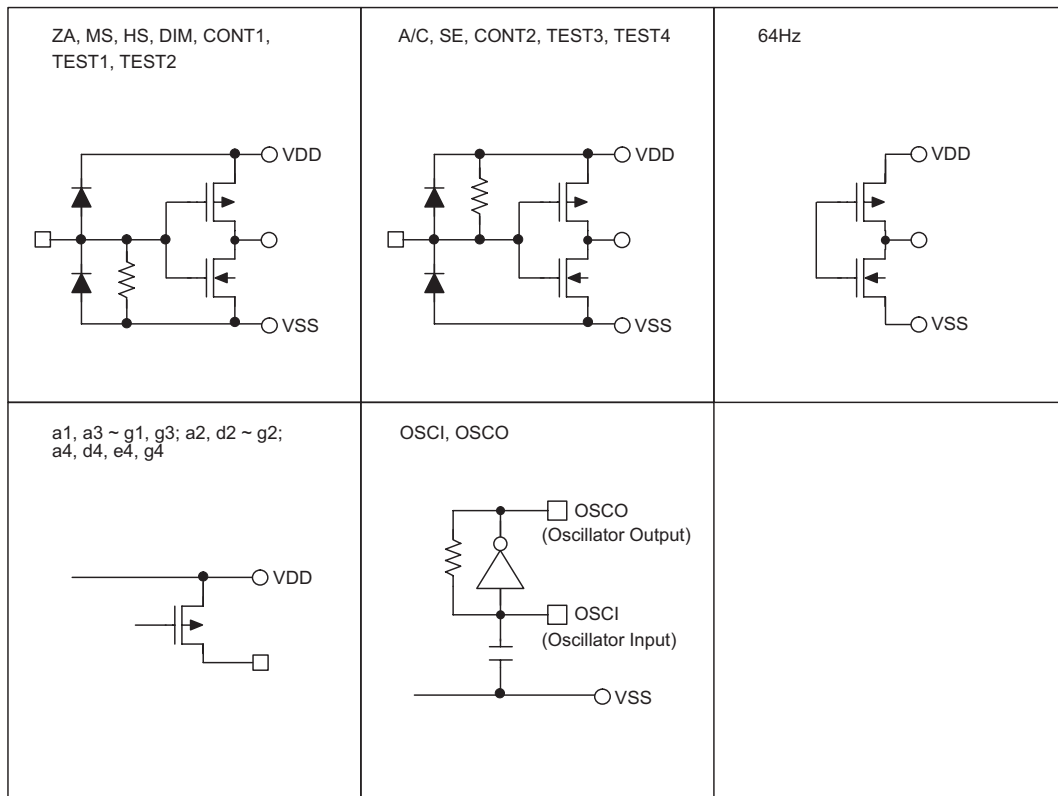 ZA, MS, HS, DIM, CONT1,
TEST1, TEST2
VDD
VSS
A/C, SE, CONT2, TEST3, TEST4
VDD
VSS
64Hz
VDD
VSS
a1, a3 ~ g1, g3; a2, d2 ~ g2;
a4, d4, e4, g4
VDD
OSCI, OSCO
OSCO
(Oscillator Output)
OSCI
(Oscillator Input)
VSS